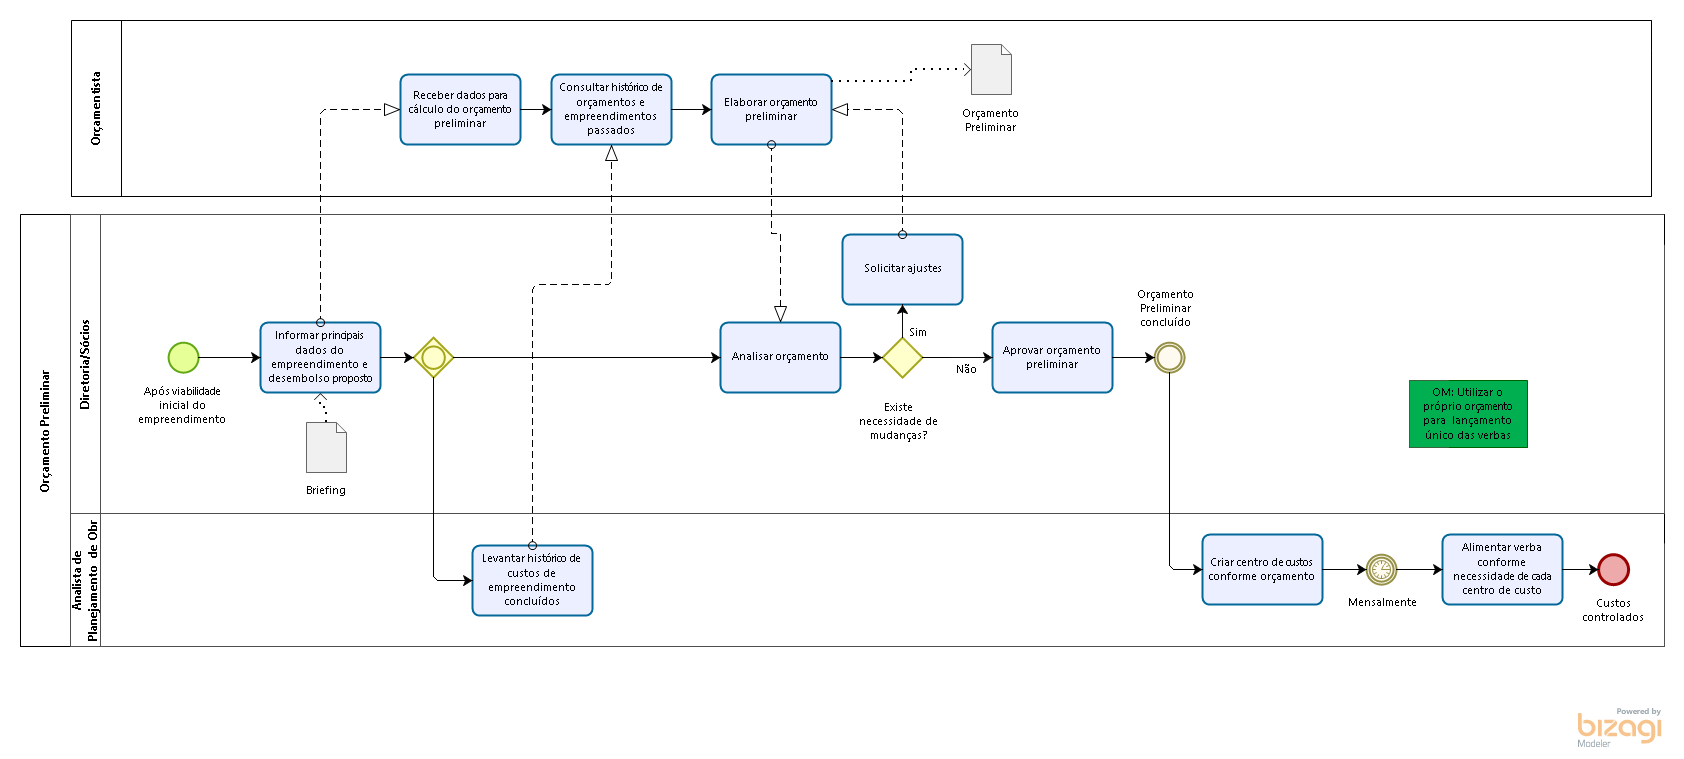 Orçamentista
Receber dados para
cálculo do orçamento
preliminar
Consultar histórico de
orçamentos e
empreendimentos
passados
Elaborar orçamento
preliminar
Orçamento
Preliminar
Orçamento Preliminar
Diretoria/Sócios
Após viabilidade
inicial do
empreendimento
Informar principais
dados do
empreendimento e
desembolso proposto
Briefing
Analisar orçamento
Solicitar ajustes
Sim
Não
Existe
necessidade de
mudanças?
Aprovar orçamento
preliminar
Orçamento
Preliminar
concluído
OM: Utilizar o
próprio orçamento
para lançamento
único das verbas
Analista de
Planejamento de Obr
Levantar histórico de
custos de
empreendimento
concluídos
Criar centro de custos
conforme orçamento
Mensalmente
Alimentar verba
conforme
necessidade de cada
centro de custo
Custos
controlados
Powered by
bizagi
Modeler